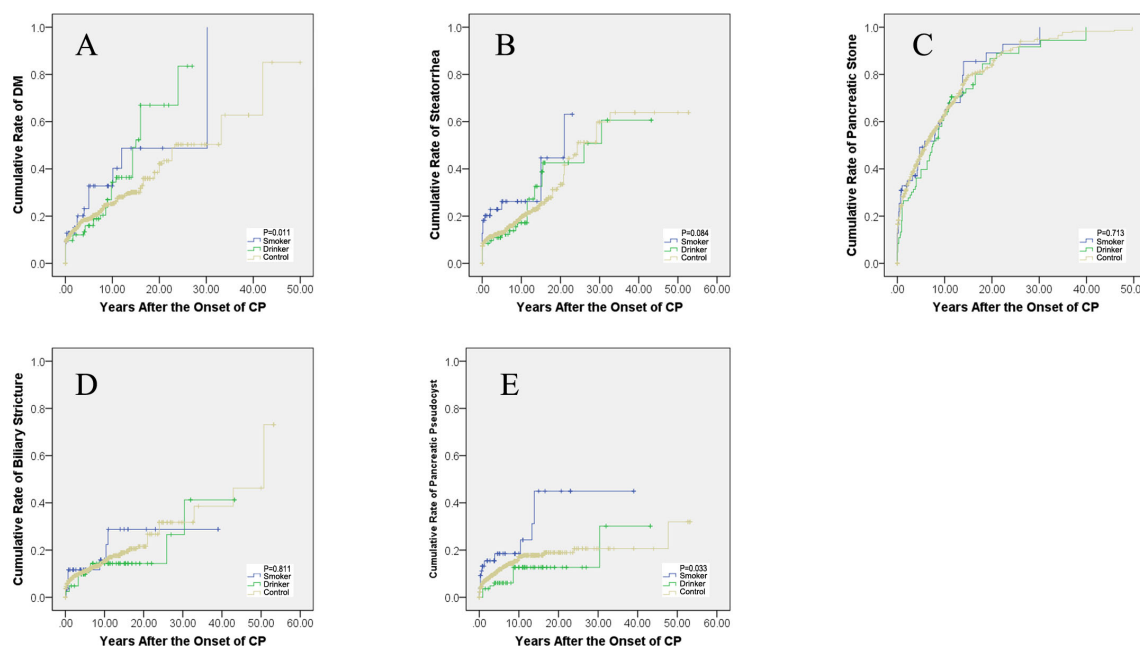 A
Cumulative Rate of DM
1.0
0.8
0.6
0.4
0.2
0.0
P=0.011
Smoker
Drinker
Control
.00 10.00 20.00 30.00 40.00 50.00
Years After the Onset of CP
B
Cumulative Rate of Steatorrhea
1.0
0.8
0.6
0.4
0.2
0.0
P=0.084
Smoker
Drinker
Control
.00 10.00 20.00 30.00 40.00 50.00 60.00
Years After the Onset of CP
C
Cumulative Rate of Pancreatic Stone
1.0
0.8
0.6
0.4
0.2
0.0
P=0.713
Smoker
Drinker
Control
.00 10.00 20.00 30.00 40.00 50.00
Years After the Onset of CP
D
Cumulative Rate of Biliary Stricture
1.0
0.8
0.6
0.4
0.2
0.0
P=0.811
Smoker
Drinker
Control
.00 10.00 20.00 30.00 40.00 50.00 60.00
Years After the Onset of CP
E
Cumulative Rate of Pancreatic Pseudocyst
1.0
0.8
0.6
0.4
0.2
0.0
P=0.033
Smoker
Drinker
Control
.00 10.00 20.00 30.00 40.00 50.00 60.00
Years After the Onset of CP